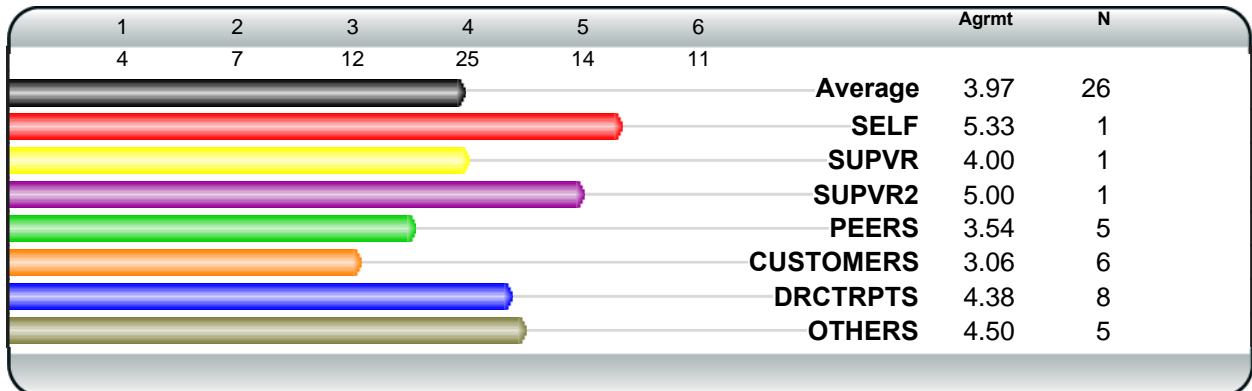 1 2 3 4 5 6 Agrmt N
4 7 12 25 14 11
Average 3.97 26
SELF 5.33 1
SUPVR 4.00 1
SUPVR2 5.00 1
PEERS 3.54 5
CUSTOMERS 3.06 6
DRCTRPTS 4.38 8
OTHERS 4.50 5